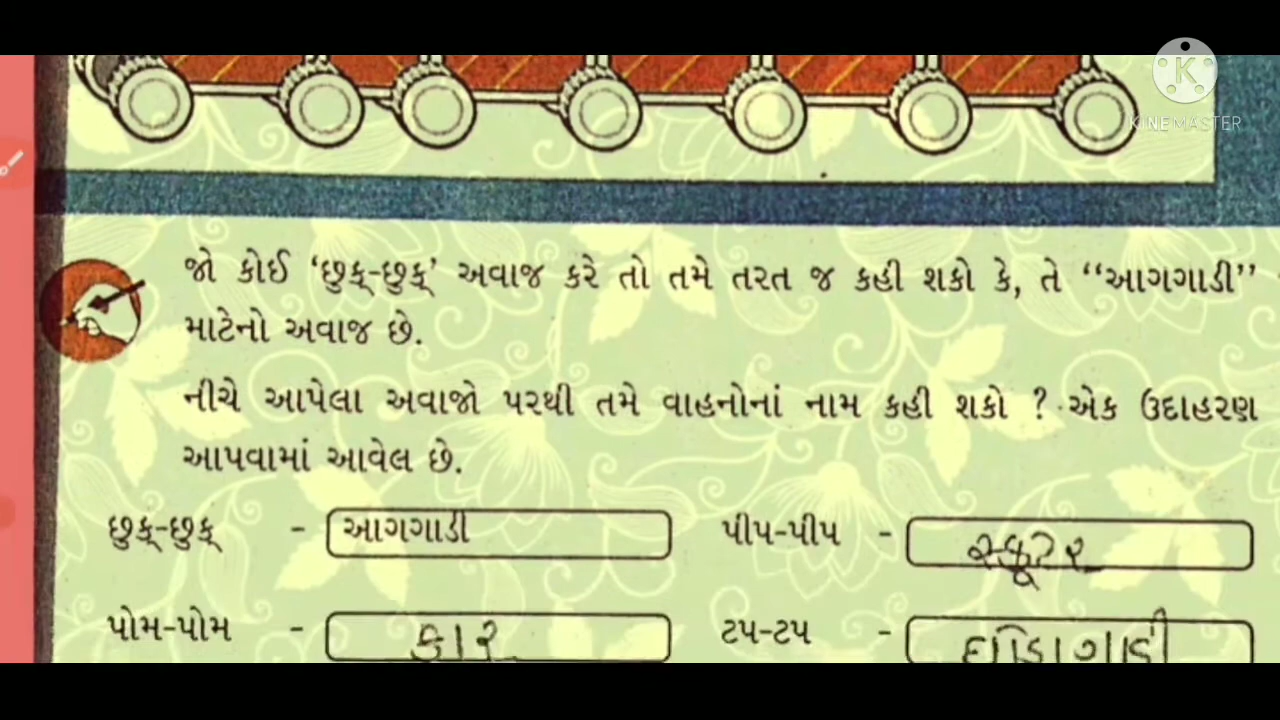 KINEMASTER
જો કોઈ ‘છુક્-છુક્’ અવાજ કરે તો તમે તરત જ કહી શકો કે, તે “આગગાડી”
માટેનો અવાજ છે.
નીચે આપેલા અવાજો પરથી તમે વાહનોનાં નામ કહી શકો ? એક ઉદાહરણ
આપવામાં આવેલ છે.
છુક્-છુક્ - આગગાડી પીપ-પીપ - સ્કૂટર
પોમ-પોમ - કાર ટપ-ટપ - ઘોડાગાડી